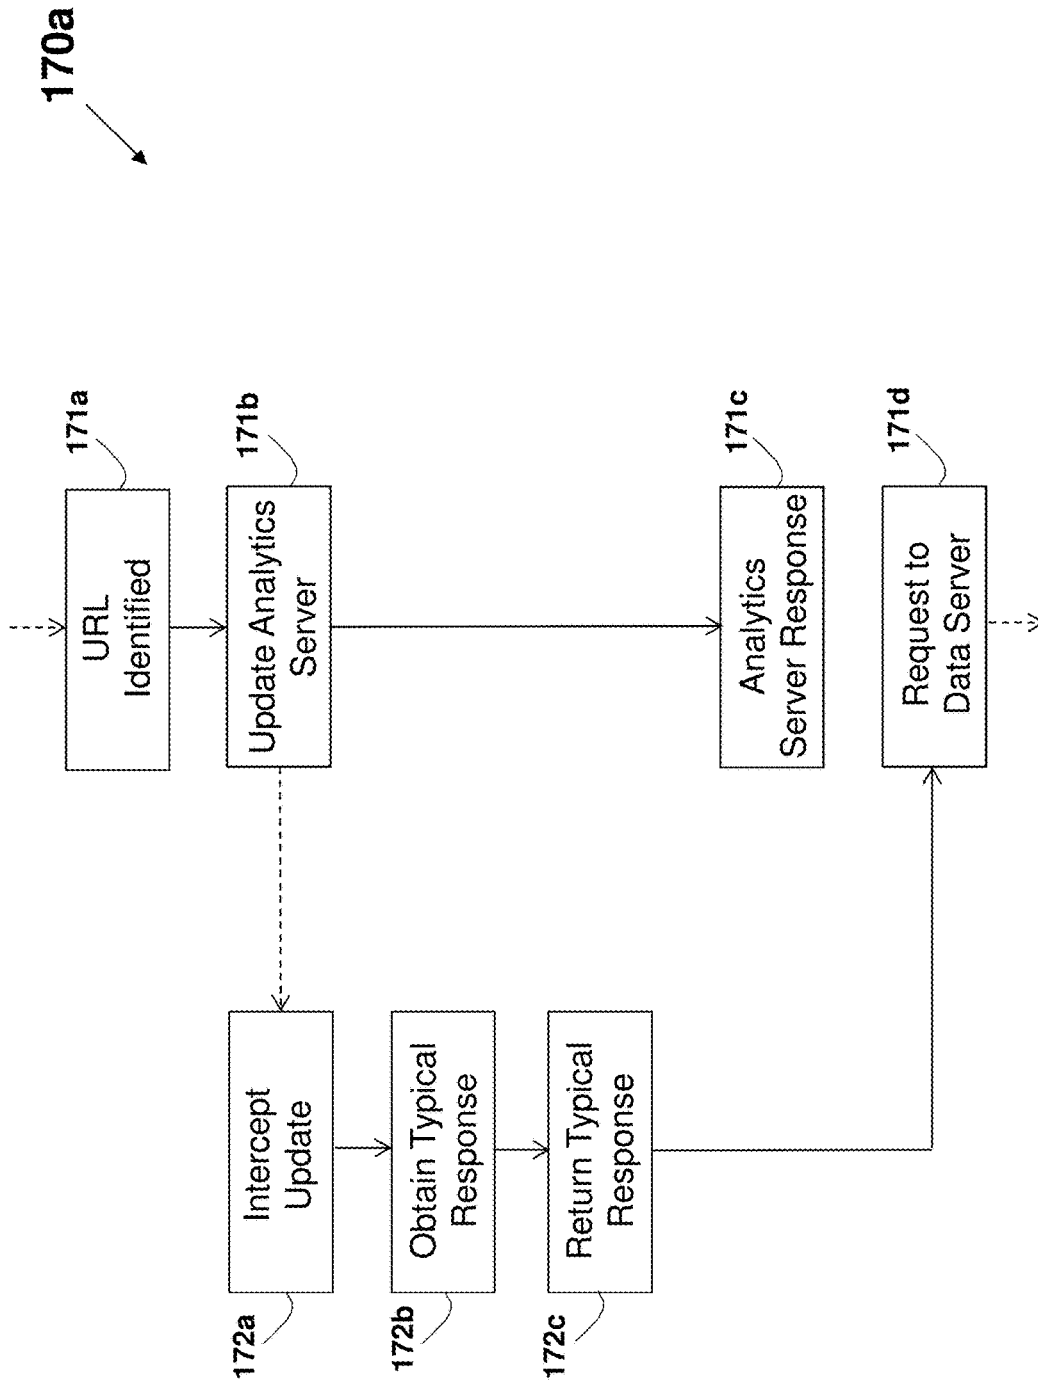 170a
171a
URL
Identified
171b
Update Analytics
Server
171c
Analytics
Server Response
171d
Request to
Data Server
172a
Intercept
Update
172b
Obtain Typical
Response
172c
Return Typical
Response